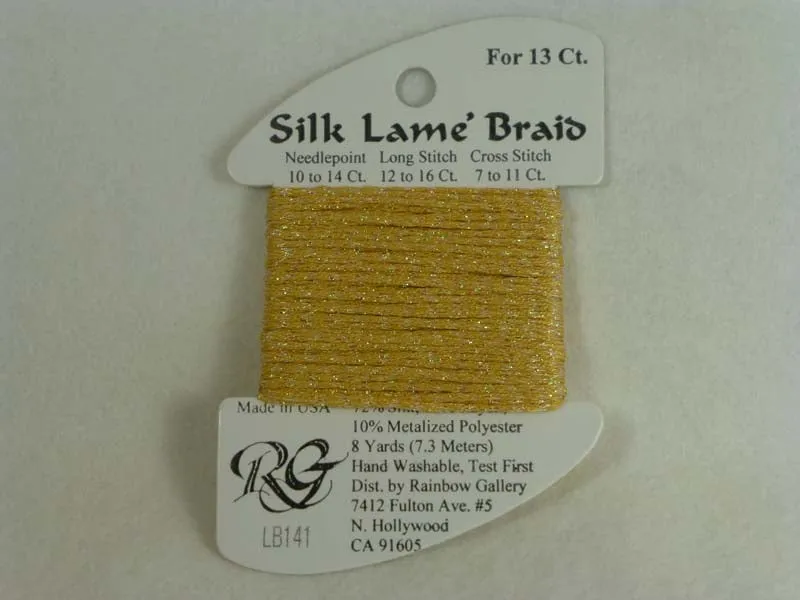 For 13 Ct.
Silk Lame' Braid
Needlepoint Long Stitch Cross Stitch
10 to 14 Ct. 12 to 16 Ct. 7 to 11 Ct.
Made in USA
72% Silk,
10% Metalized Polyester
8 Yards (7.3 Meters)
Hand Washable, Test First
Dist. by Rainbow Gallery
7412 Fulton Ave. #5
N. Hollywood
CA 91605
RG
LB141